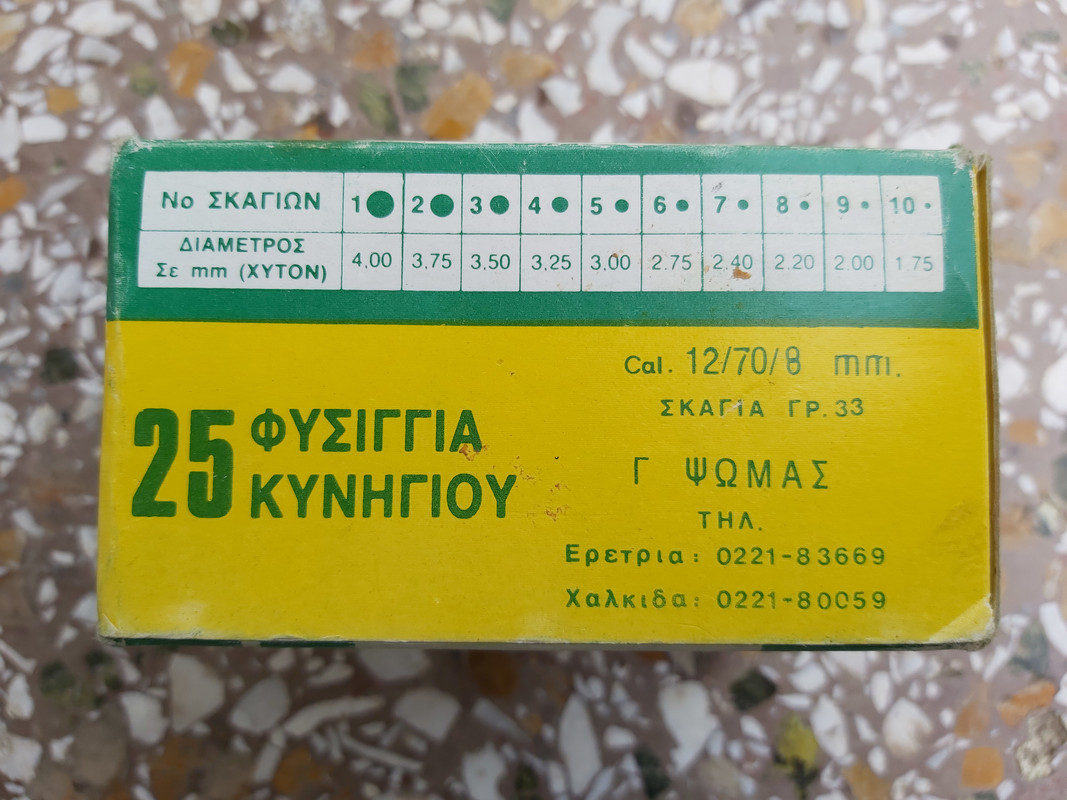 Νο ΣΚΑΓΙΩΝ 1 2 3 4 5 6 7 8 9 10
ΔΙΑΜΕΤΡΟΣ
Σε mm (ΧΥΤΟΝ) 4,00 3,75 3,50 3,25 3,00 2.75 2.40 2.20 2.00 1.75
Cal. 12/70/8 mm.
ΣΚΑΓΙΑ ΓΡ.33
25 ΦΥΣΙΓΓΙΑ
ΚΥΝΗΓΙΟΥ
Γ ΨΩΜΑΣ
ΤΗΛ.
Ερετρια: 0221-83669
Χαλκιδα: 0221-80059